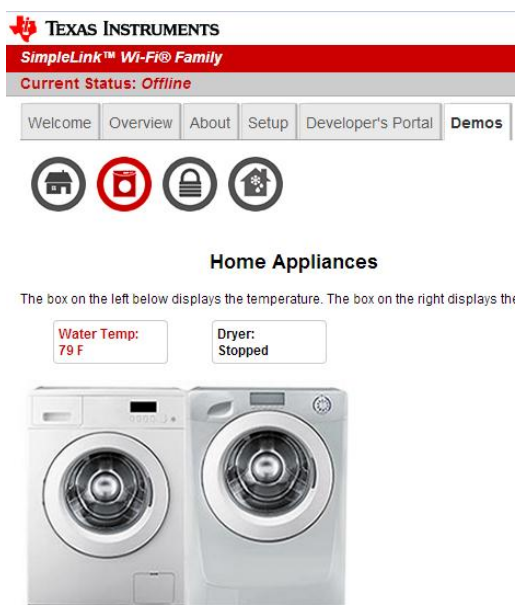 TEXAS INSTRUMENTS
SimpleLink™ Wi-Fi® Family
Current Status: Offline
Welcome Overview About Setup Developer's Portal Demos
Home Appliances
The box on the left below displays the temperature. The box on the right displays the
Water Temp:
79 F
Dryer:
Stopped